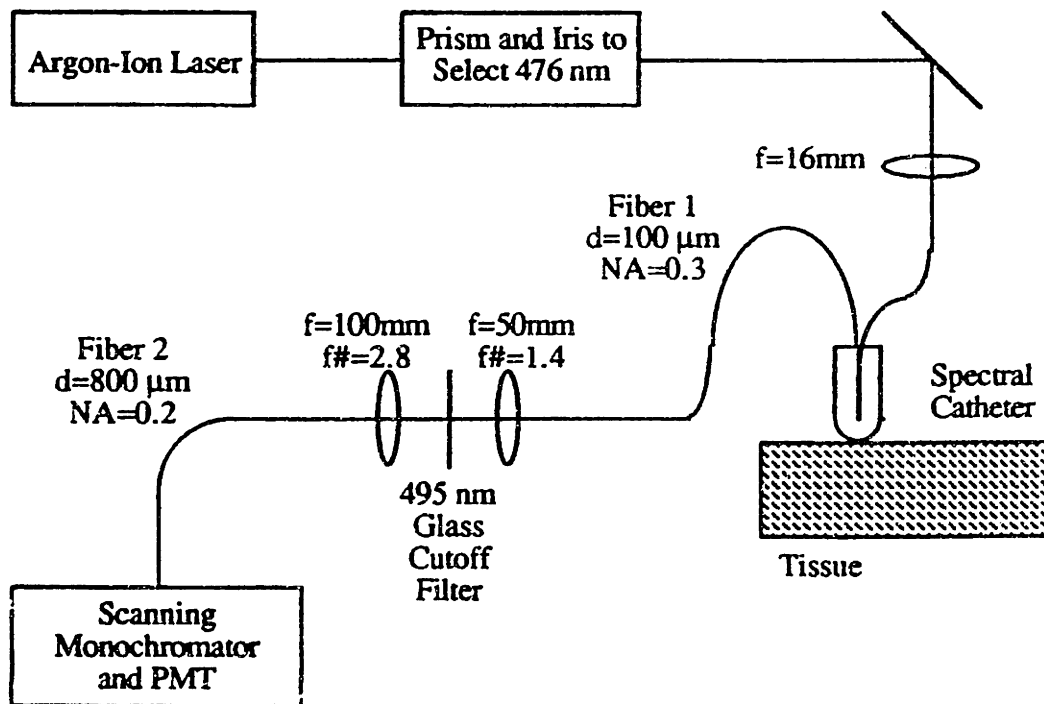 Argon-Ion Laser
Prism and Iris to
Select 476 nm
f=16mm
Fiber 1
d=100 μm
NA=0.3
f=100mm
f#=2.8
f=50mm
f#=1.4
Fiber 2
d=800 μm
NA=0.2
Spectral
Catheter
495 nm
Glass
Cutoff
Filter
Tissue
Scanning
Monochromator
and PMT